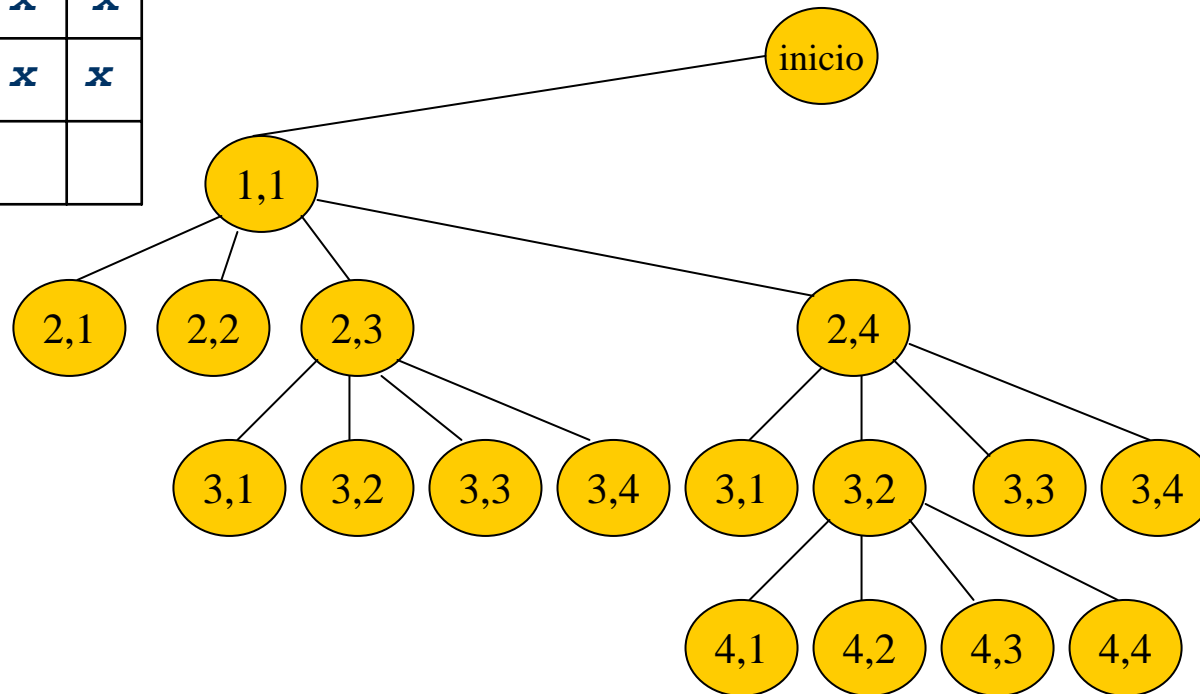 x x
x x
inicio
1,1
2,1 2,2 2,3 2,4
3,1 3,2 3,3 3,4 3,1 3,2 3,3 3,4
4,1 4,2 4,3 4,4